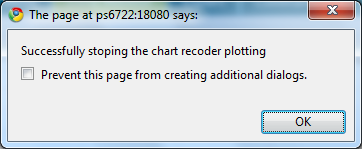 The page at ps6722:18080 says:
Successfully stoping the chart recoder plotting
Prevent this page from creating additional dialogs.
OK